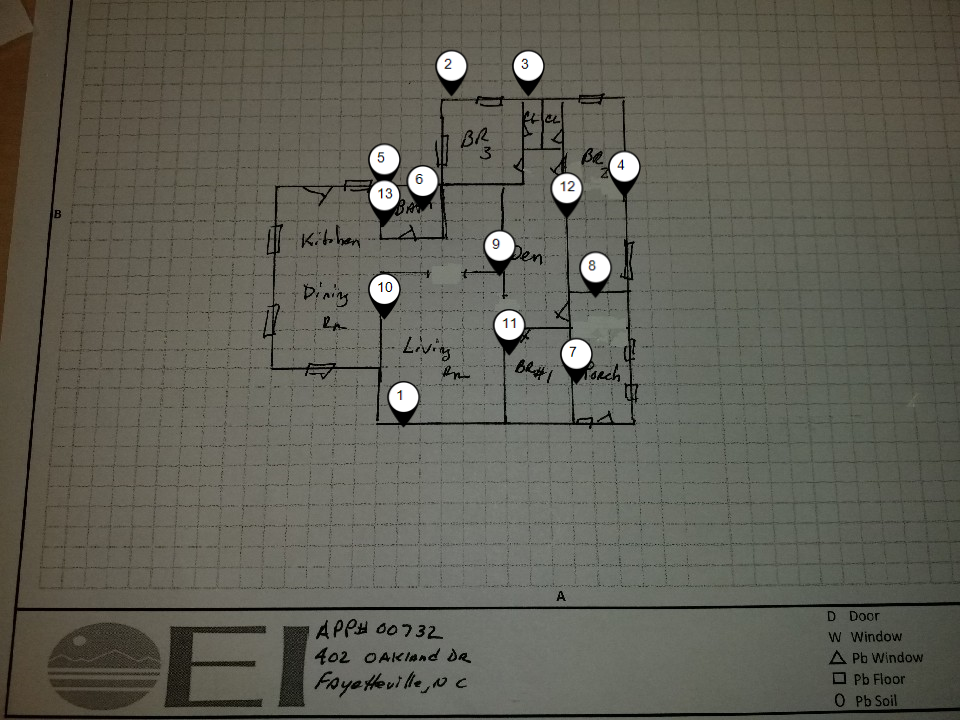 2
3
CL CL
BR
3
5
6
4
BR
2
13
12
BATH
B
Kitchen
9
Den
8
10
Dining
Rm
11
Living
Rm
7
BR#1
Porch
1
A
EI
APP# 00732
402 OAKland DR
Fayetteville, NC
D Door
W Window
△ Pb Window
□ Pb Floor
O Pb Soil